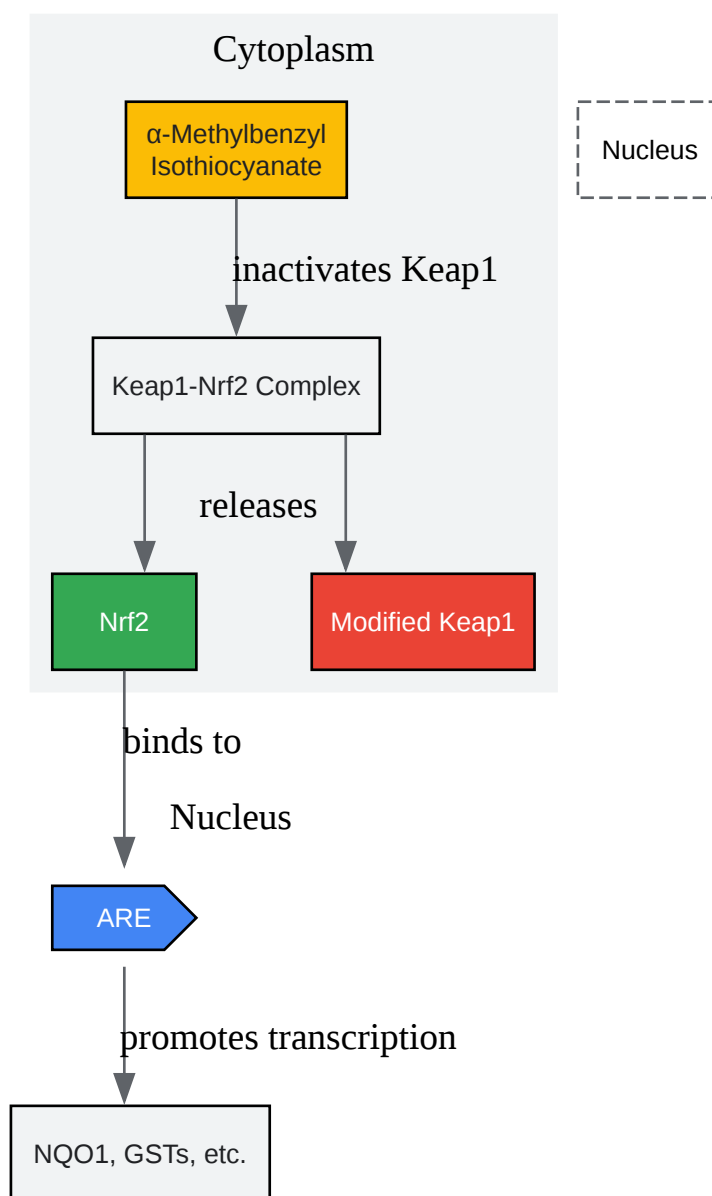 Cytoplasm
α-Methylbenzyl
Isothiocyanate
Nucleus
inactivates Keap1
Keap1-Nrf2 Complex
releases
Nrf2
Modified Keap1
binds to
Nucleus
ARE
promotes transcription
NQO1, GSTs, etc.